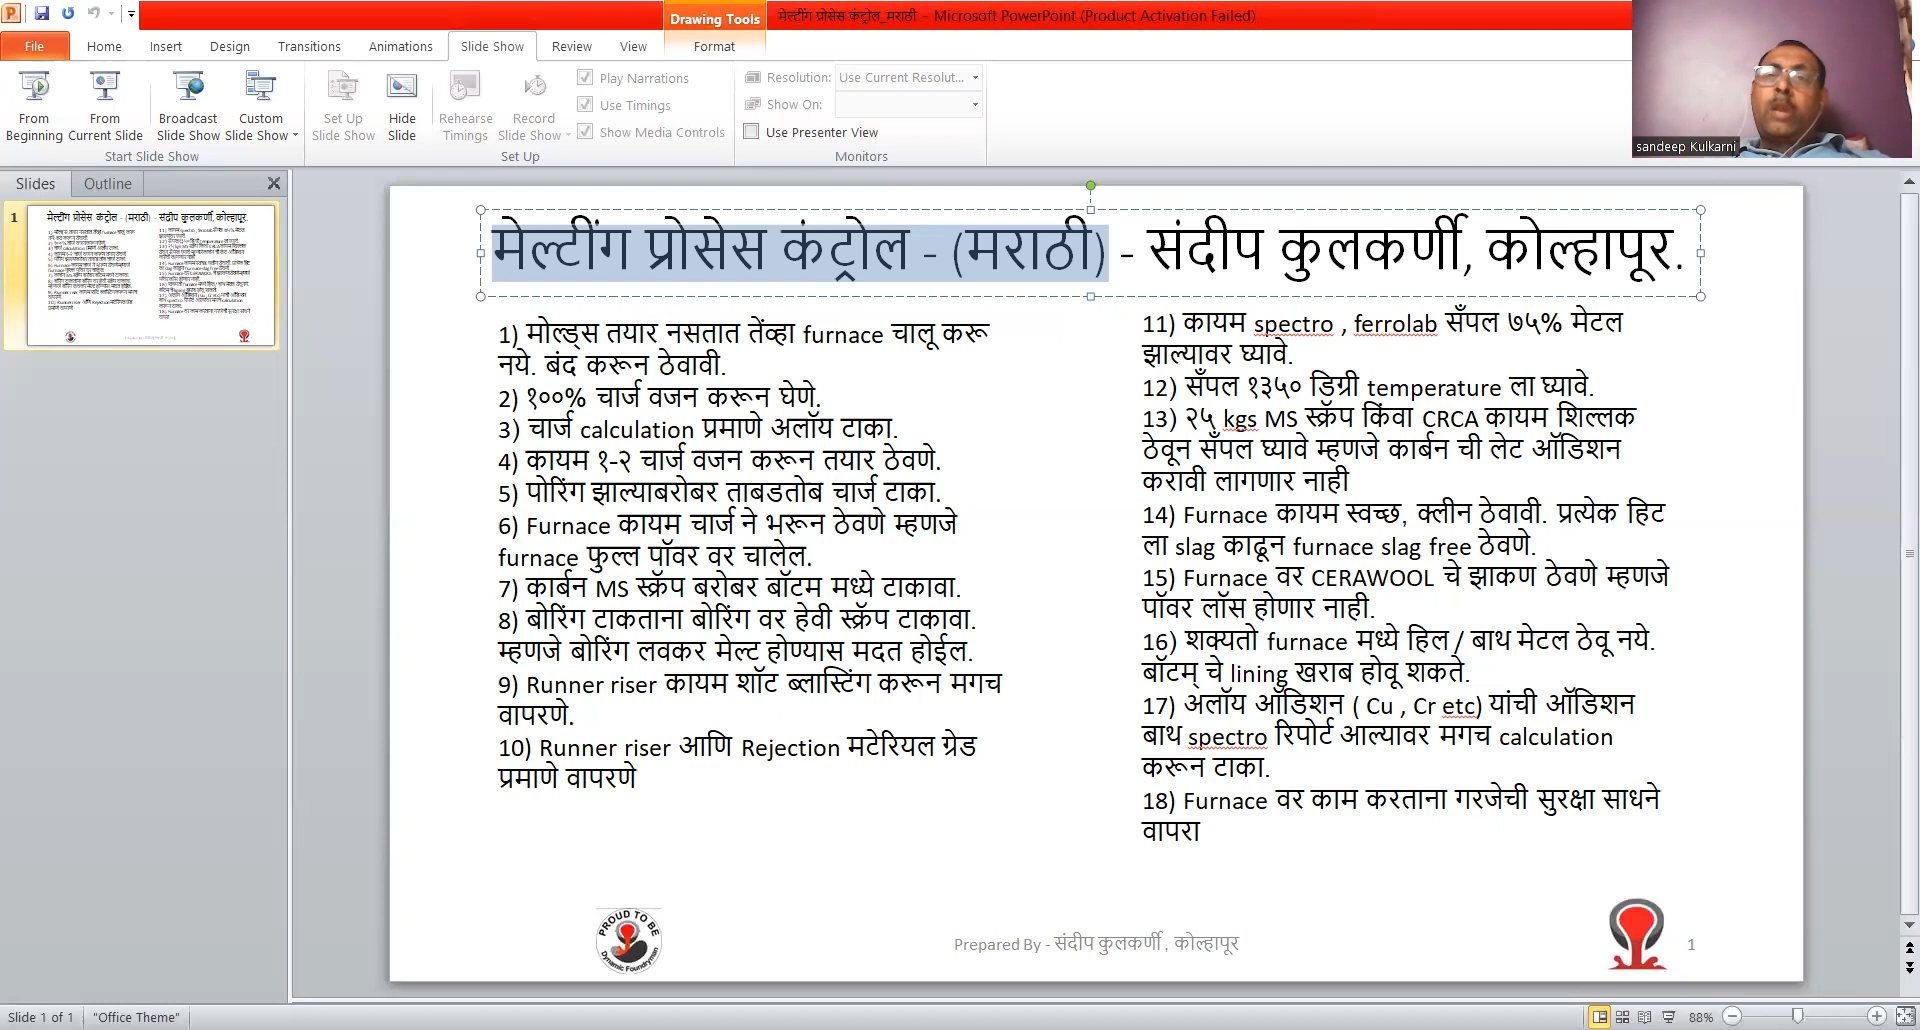 Drawing Tools
मेल्टींग प्रोसेस कंट्रोल_मराठी - Microsoft PowerPoint (Product Activation Failed)
File Home Insert Design Transitions Animations Slide Show Review View Format
From Beginning
From Current Slide
Broadcast Slide Show
Custom Slide Show
Start Slide Show
Set Up Slide Show
Hide Slide
Rehearse Timings
Record Slide Show
Play Narrations
Use Timings
Show Media Controls
Set Up
Resolution: Use Current Resolut...
Show On:
Use Presenter View
Monitors
sandeep Kulkarni
Slides Outline
1
मेल्टींग प्रोसेस कंट्रोल - (मराठी) - संदीप कुलकर्णी, कोल्हापूर.
1) मोल्ड्स तयार नसतात तेंव्हा furnace चालू करू
नये. बंद करून ठेवावी.
2) १००% चार्ज वजन करून घेणे.
3) चार्ज calculation प्रमाणे अलॉय टाका.
4) कायम १-२ चार्ज वजन करून तयार ठेवणे.
5) पोरिंग झाल्याबरोबर ताबडतोब चार्ज टाका.
6) Furnace कायम चार्ज ने भरून ठेवणे म्हणजे
furnace फुल्ल पॉवर वर चालेल.
7) कार्बन MS स्क्रॅप बरोबर बॉटम मध्ये टाकावा.
8) बोरिंग टाकताना बोरिंग वर हेवी स्क्रॅप टाकावा.
म्हणजे बोरिंग लवकर मेल्ट होण्यास मदत होईल.
9) Runner riser कायम शॉट ब्लास्टिंग करून मगच
वापरणे.
10) Runner riser आणि Rejection मटेरियल ग्रेड
प्रमाणे वापरणे
11) कायम spectro , ferrolab सँपल ७५% मेटल
झाल्यावर घ्यावे.
12) सँपल १३५० डिग्री temperature ला घ्यावे.
13) २५ kgs MS स्क्रॅप किंवा CRCA कायम शिल्लक
ठेवून सँपल घ्यावे म्हणजे कार्बन ची लेट ऑडिशन
करावी लागणार नाही
14) Furnace कायम स्वच्छ, क्लीन ठेवावी. प्रत्येक हिट
ला slag काढून furnace slag free ठेवणे.
15) Furnace वर CERAWOOL चे झाकण ठेवणे म्हणजे
पॉवर लॉस होणार नाही.
16) शक्यतो furnace मध्ये हिल / बाथ मेटल ठेवू नये.
बॉटम् चे lining खराब होवू शकते.
17) अलॉय ऑडिशन ( Cu , Cr etc) यांची ऑडिशन
बाथ spectro रिपोर्ट आल्यावर मगच calculation
करून टाका.
18) Furnace वर काम करताना गरजेची सुरक्षा साधने
वापरा
PROUD TO BE
Dynamic Foundryman
Prepared By - संदीप कुलकर्णी , कोल्हापूर
1
Slide 1 of 1 "Office Theme" 88%